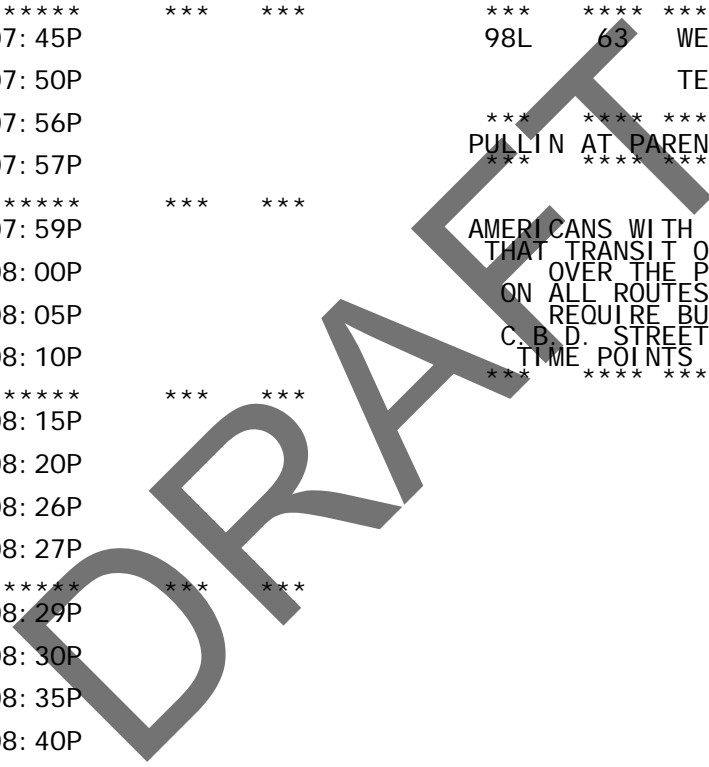 ***** *** *** *** **** ***
07:45P 98L 63 WE
07:50P TE
07:56P *** **** ***
PULLIN AT PAREN
07:57P *** **** ***
***** *** ***
07:59P AMERICANS WITH
THAT TRANSIT O
08:00P OVER THE P
ON ALL ROUTES
08:05P REQUIRE BU
C.B.D. STREET
08:10P TIME POINTS
*** **** ***
***** *** ***
08:15P
08:20P
08:26P
08:27P
***** *** ***
08:29P
08:30P
08:35P
08:40P
DRAFT